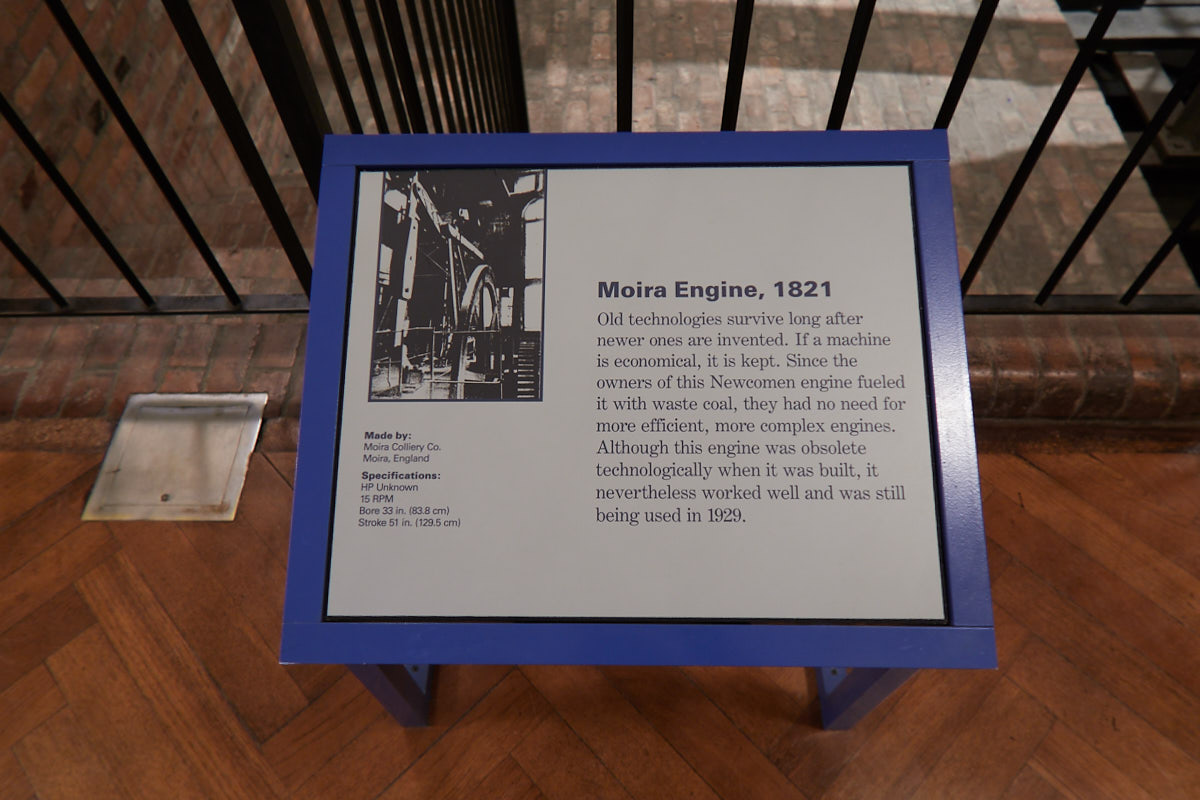 Moira Engine, 1821
Old technologies survive long after
newer ones are invented. If a machine
is economical, it is kept. Since the
owners of this Newcomen engine fueled
it with waste coal, they had no need for
more efficient, more complex engines.
Although this engine was obsolete
technologically when it was built, it
nevertheless worked well and was still
being used in 1929.
Made by:
Moira Colliery Co.
Moira, England
Specifications:
HP Unknown
15 RPM
Bore 33 in. (83.8 cm)
Stroke 51 in. (129.5 cm)